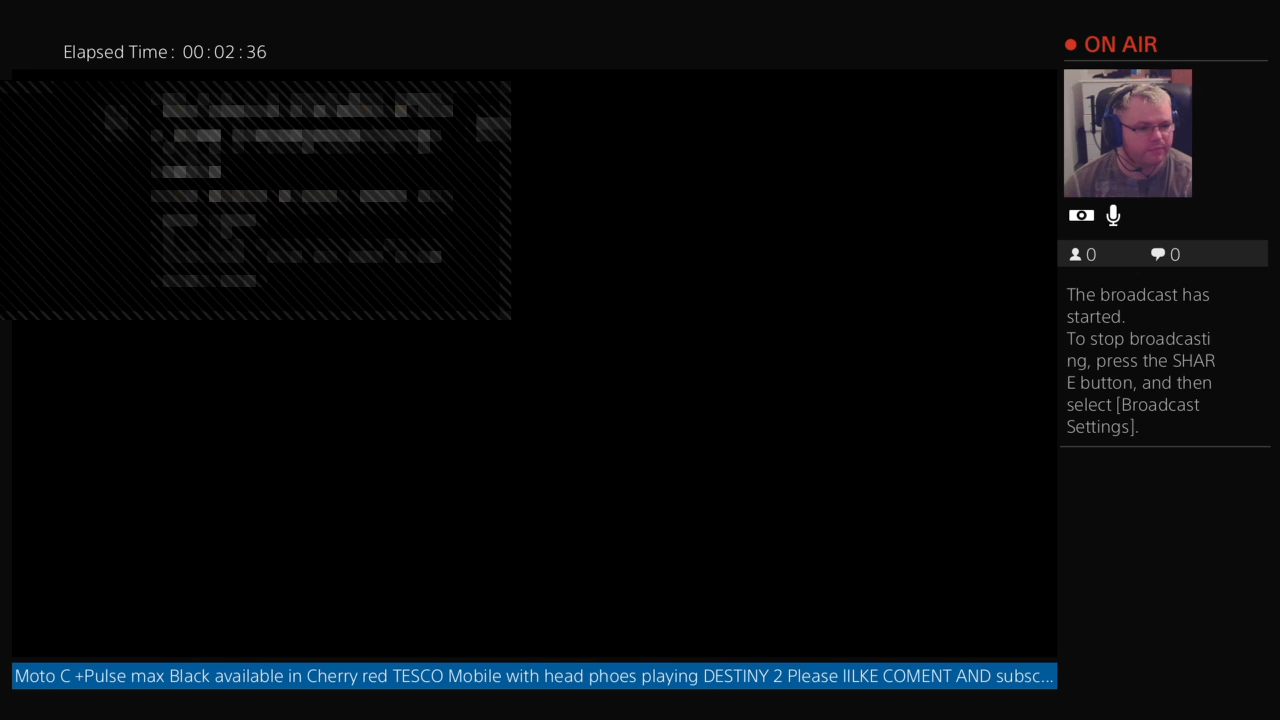 Elapsed Time: 00:02:36
ON AIR
0 0
The broadcast has
started.
To stop broadcasti
ng, press the SHAR
E button, and then
select [Broadcast
Settings].
Moto C +Pulse max Black available in Cherry red TESCO Mobile with head phoes playing DESTINY 2 Please lIlKE COMENT AND subsc...